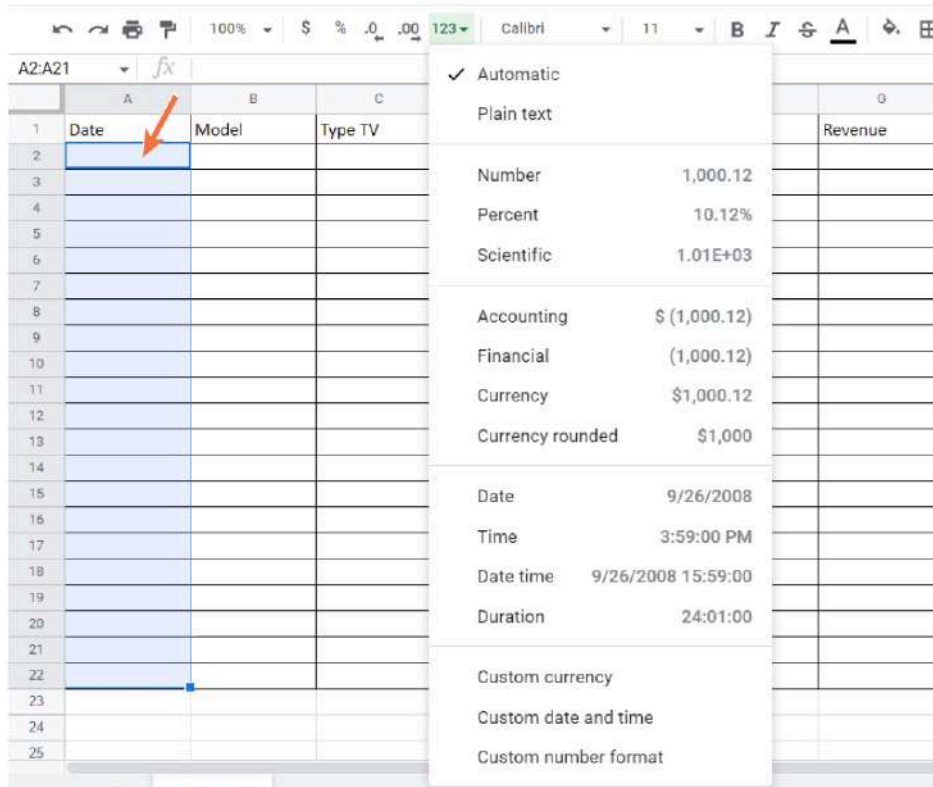 100% $ % .0 .00 123 Calibri 11 B I S A
A2:A21 fx
A B C G
1 Date Model Type TV Revenue
2
3
4
5
6
7
8
9
10
11
12
13
14
15
16
17
18
19
20
21
22
23
24
25
Automatic
Plain text
Number 1,000.12
Percent 10.12%
Scientific 1.01E+03
Accounting $ (1,000.12)
Financial (1,000.12)
Currency $1,000.12
Currency rounded $1,000
Date 9/26/2008
Time 3:59:00 PM
Date time 9/26/2008 15:59:00
Duration 24:01:00
Custom currency
Custom date and time
Custom number format